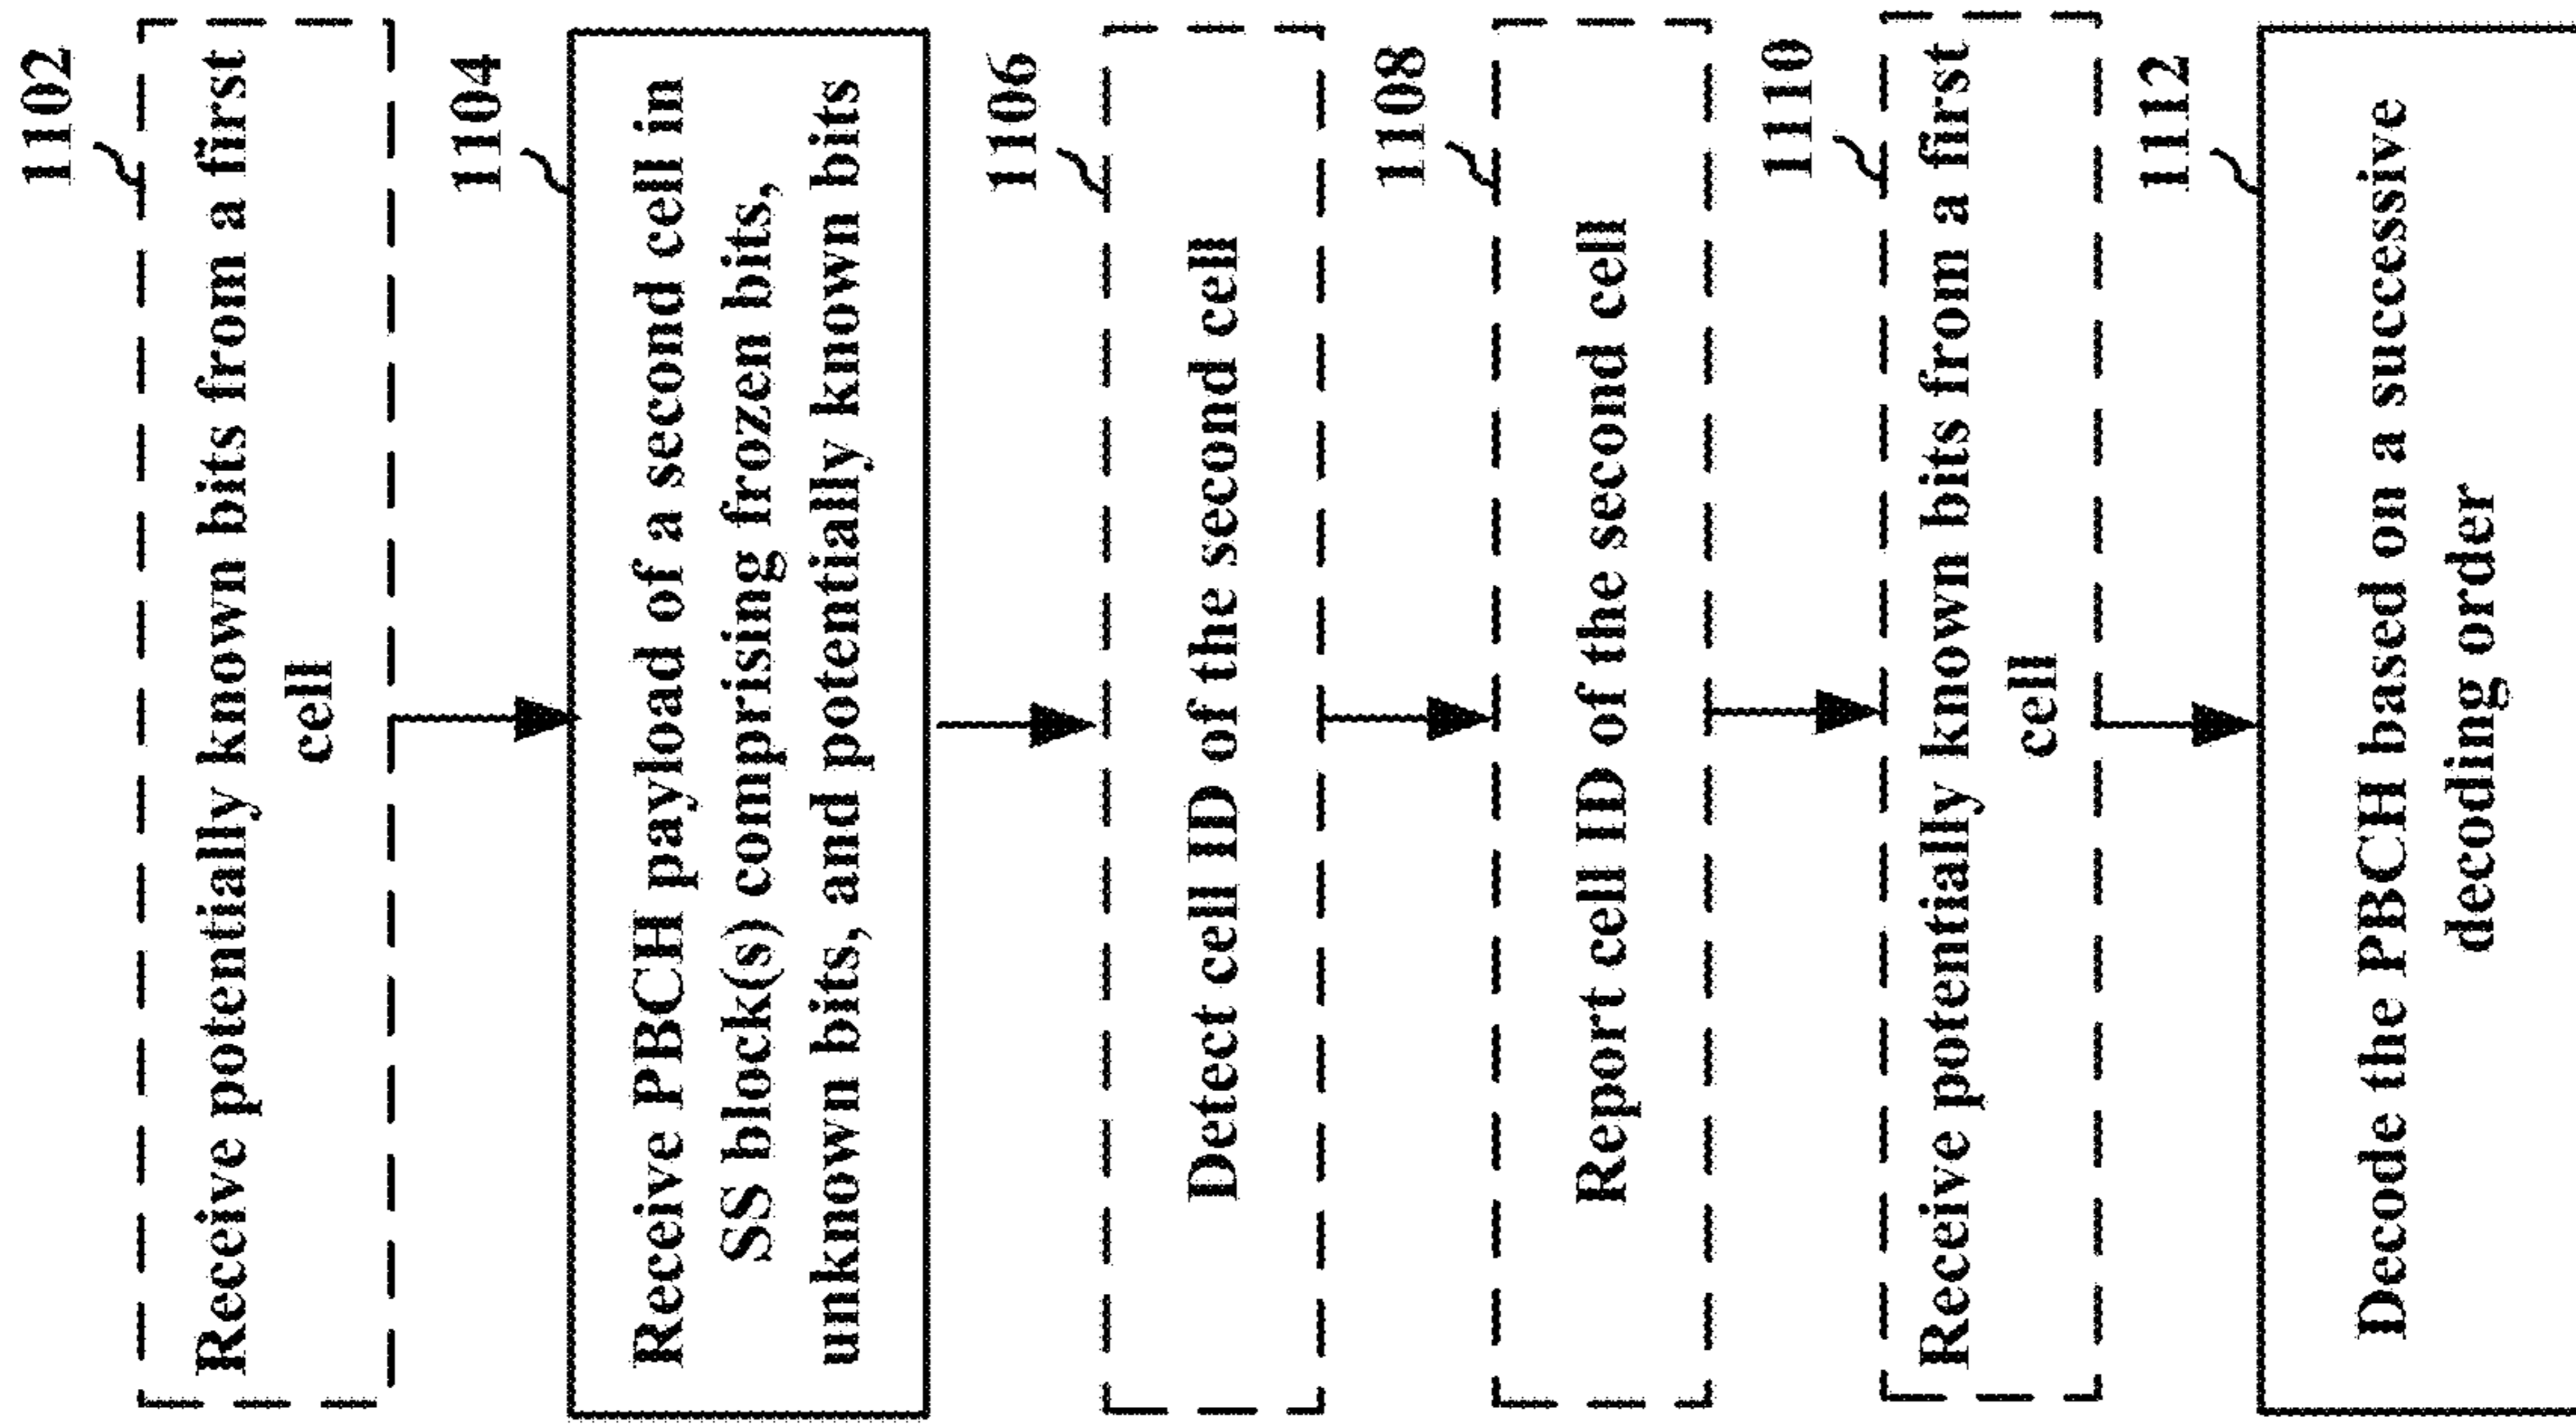 1102
Receive potentially known bits from a first
cell
1104
Receive PBCH payload of a second cell in
SS block(s) comprising frozen bits,
unknown bits, and potentially known bits
1106
Detect cell ID of the second cell
1108
Report cell ID of the second cell
1110
Receive potentially known bits from a first
cell
1112
Decode the PBCH based on a successive
decoding order